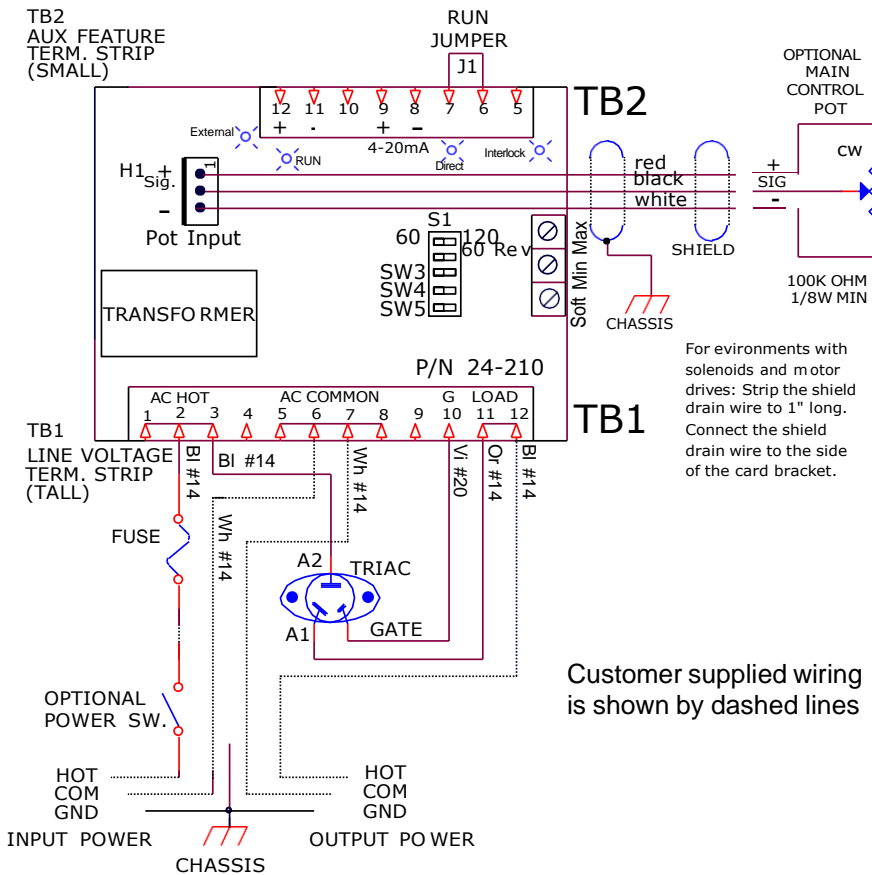 TB2
AUX FEATURE
TERM. STRIP
(SMALL)
RUN
JUMPER
J1
12 11 10 9 8 7 6 5
+ - + -
4-20mA
TB2
OPTIONAL
MAIN
CONTROL
POT
CW
External
RUN
Direct
Interlock
H1 +
Sig.
-
1
Pot Input
red
black
white
+
SIG
-
SHIELD
CHASSIS
100K OHM
1/8W MIN
S1
60 120
60 Rev
SW3
SW4
SW5
Soft Min Max
TRANSFORMER
P/N 24-210
For evironments with
solenoids and motor
drives: Strip the shield
drain wire to 1" long.
Connect the shield
drain wire to the side
of the card bracket.
AC HOT AC COMMON G LOAD
1 2 3 4 5 6 7 8 9 10 11 12
TB1
TB1
LINE VOLTAGE
TERM. STRIP
(TALL)
Bl #14
Bl #14
Wh #14
Wh #14
Vi #20
Or #14
Bl #14
FUSE
A2
TRIAC
A1
GATE
OPTIONAL
POWER SW.
Customer supplied wiring
is shown by dashed lines
HOT
COM
GND
INPUT POWER
HOT
COM
GND
OUTPUT POWER
CHASSIS